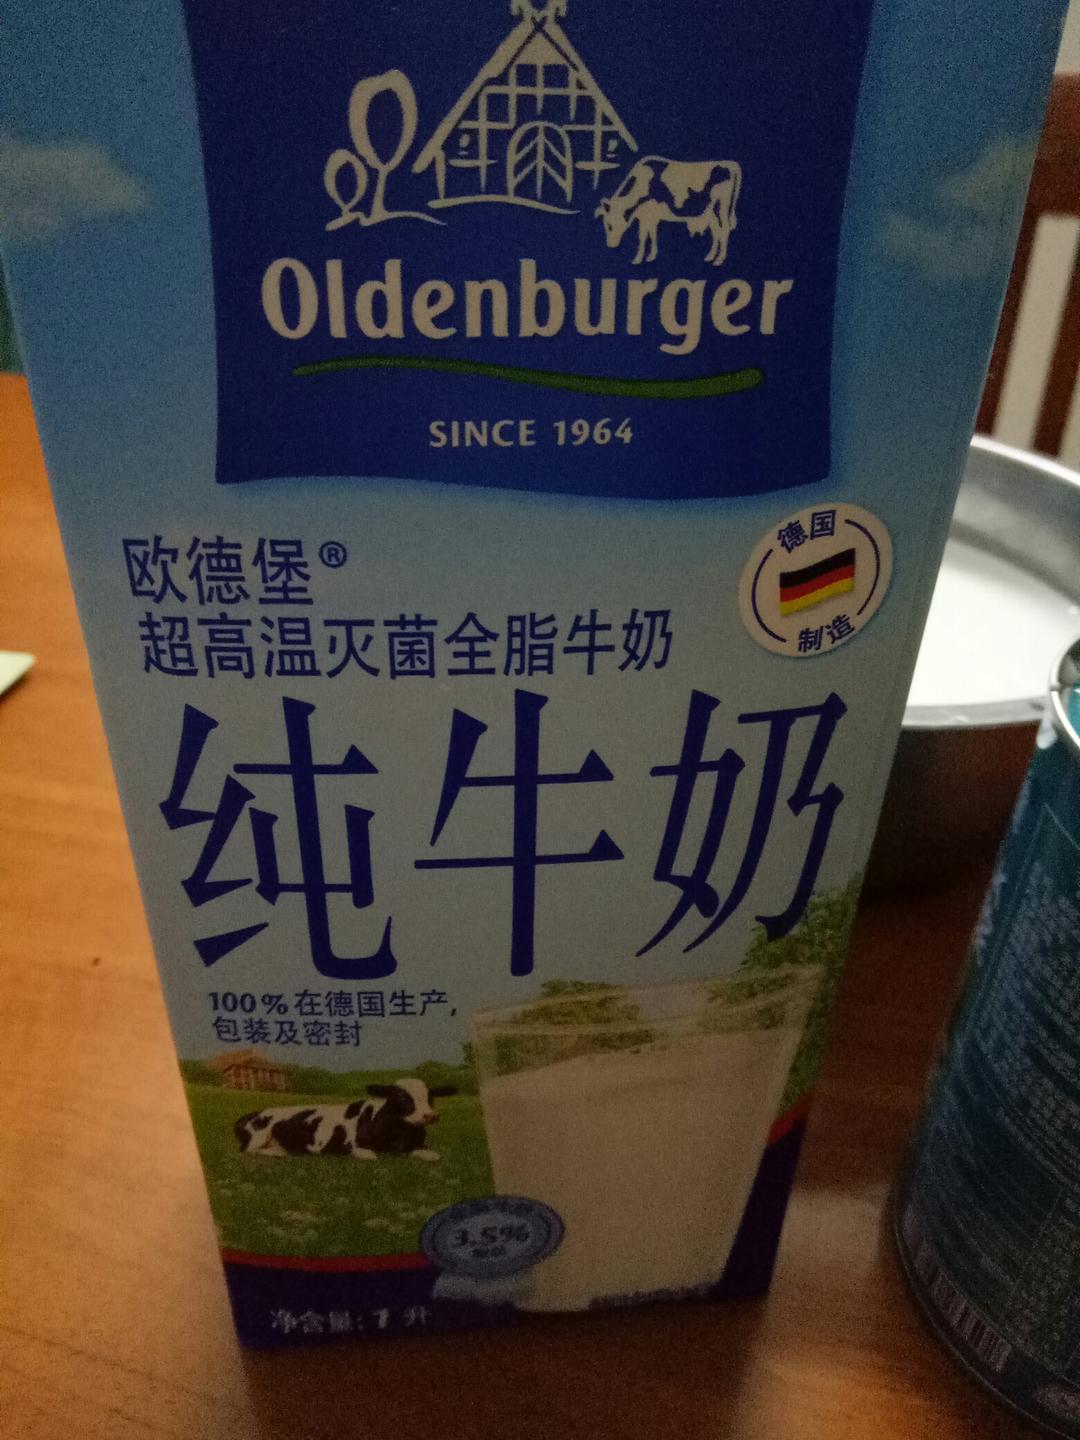 Oldenburger
SINCE 1964
德国
制造
欧德堡®
超高温灭菌全脂牛奶
纯牛奶
100%在德国生产,
包装及密封
3.5%
净含量:1 升